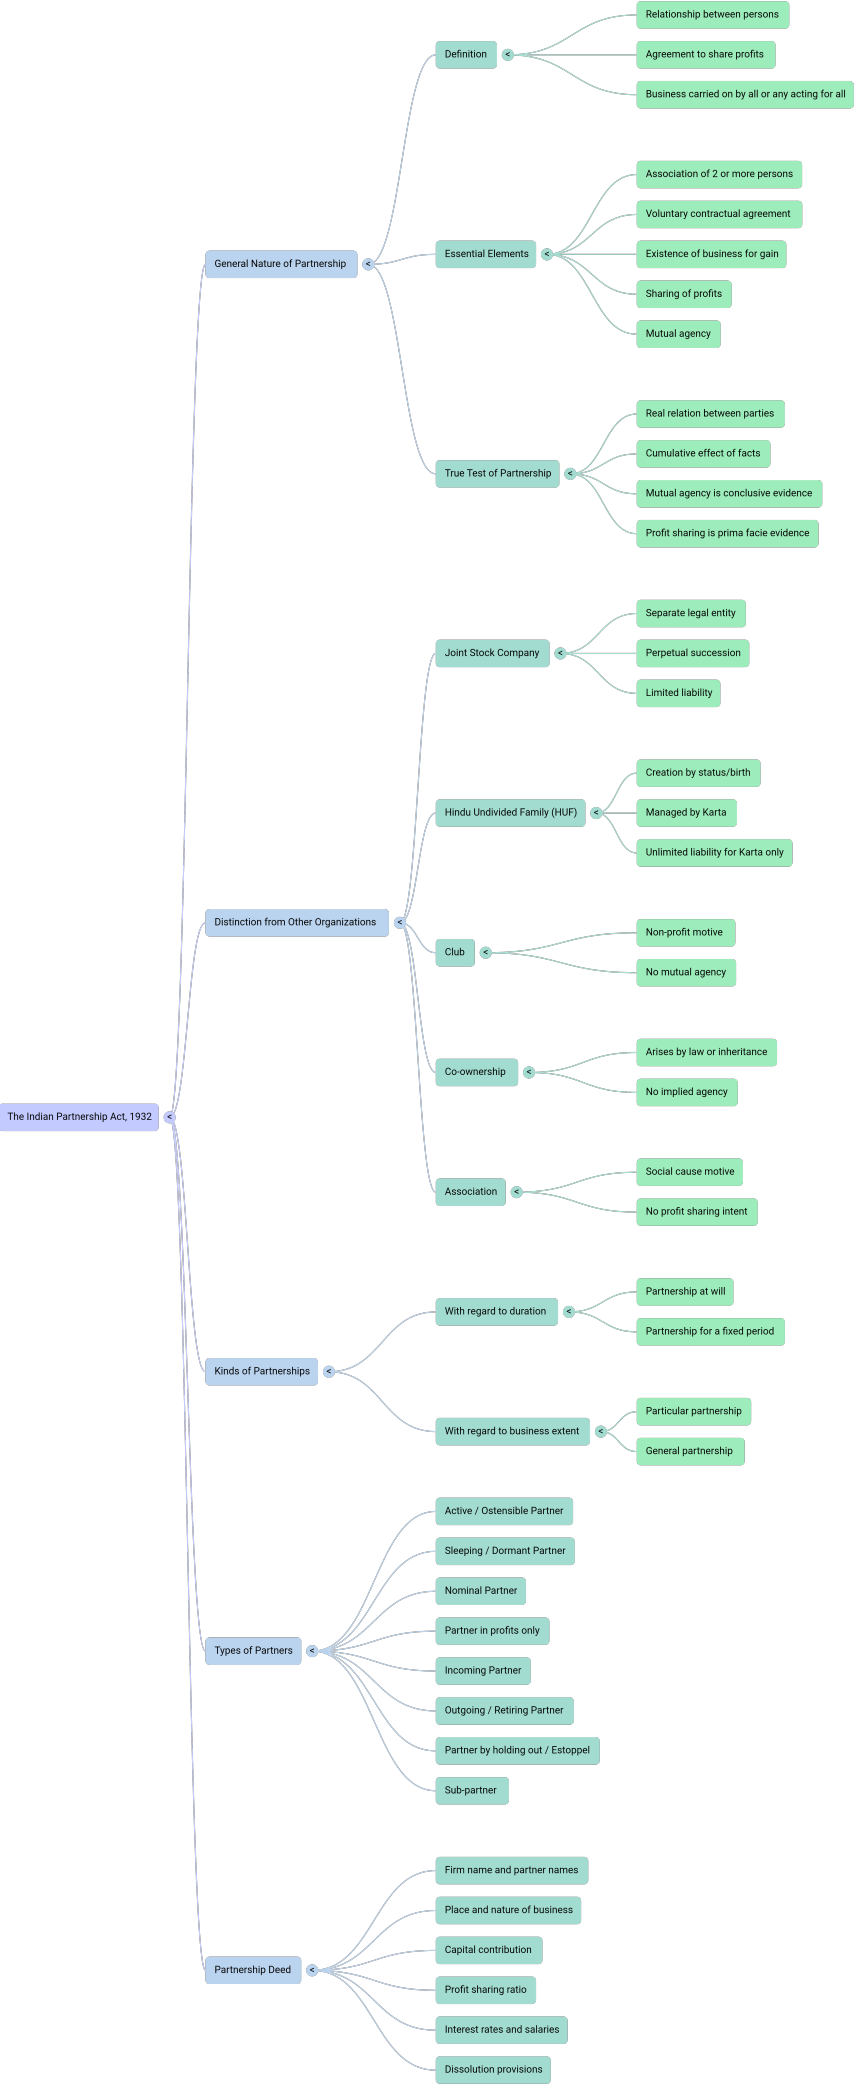 The Indian Partnership Act, 1932
<
General Nature of Partnership
<
Definition
<
Relationship between persons
Agreement to share profits
Business carried on by all or any acting for all
Essential Elements
<
Association of 2 or more persons
Voluntary contractual agreement
Existence of business for gain
Sharing of profits
Mutual agency
True Test of Partnership
<
Real relation between parties
Cumulative effect of facts
Mutual agency is conclusive evidence
Profit sharing is prima facie evidence
Distinction from Other Organizations
<
Joint Stock Company
<
Separate legal entity
Perpetual succession
Limited liability
Hindu Undivided Family (HUF)
<
Creation by status/birth
Managed by Karta
Unlimited liability for Karta only
Club
<
Non-profit motive
No mutual agency
Co-ownership
<
Arises by law or inheritance
No implied agency
Association
<
Social cause motive
No profit sharing intent
Kinds of Partnerships
<
With regard to duration
<
Partnership at will
Partnership for a fixed period
With regard to business extent
<
Particular partnership
General partnership
Types of Partners
<
Active / Ostensible Partner
Sleeping / Dormant Partner
Nominal Partner
Partner in profits only
Incoming Partner
Outgoing / Retiring Partner
Partner by holding out / Estoppel
Sub-partner
Partnership Deed
<
Firm name and partner names
Place and nature of business
Capital contribution
Profit sharing ratio
Interest rates and salaries
Dissolution provisions